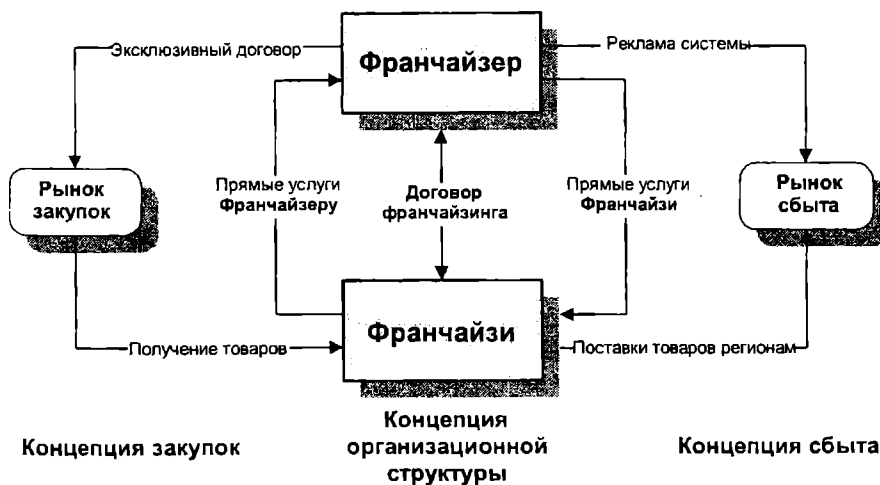 Эксклюзивный договор
Франчайзер
Реклама системы
Рынок
закупок
Прямые услуги
Франчайзеру
Договор
франчайзинга
Прямые услуги
Франчайзи
Рынок
сбыта
Франчайзи
Получение товаров
Поставки товаров регионам
Концепция закупок
Концепция
организационной
структуры
Концепция сбыта